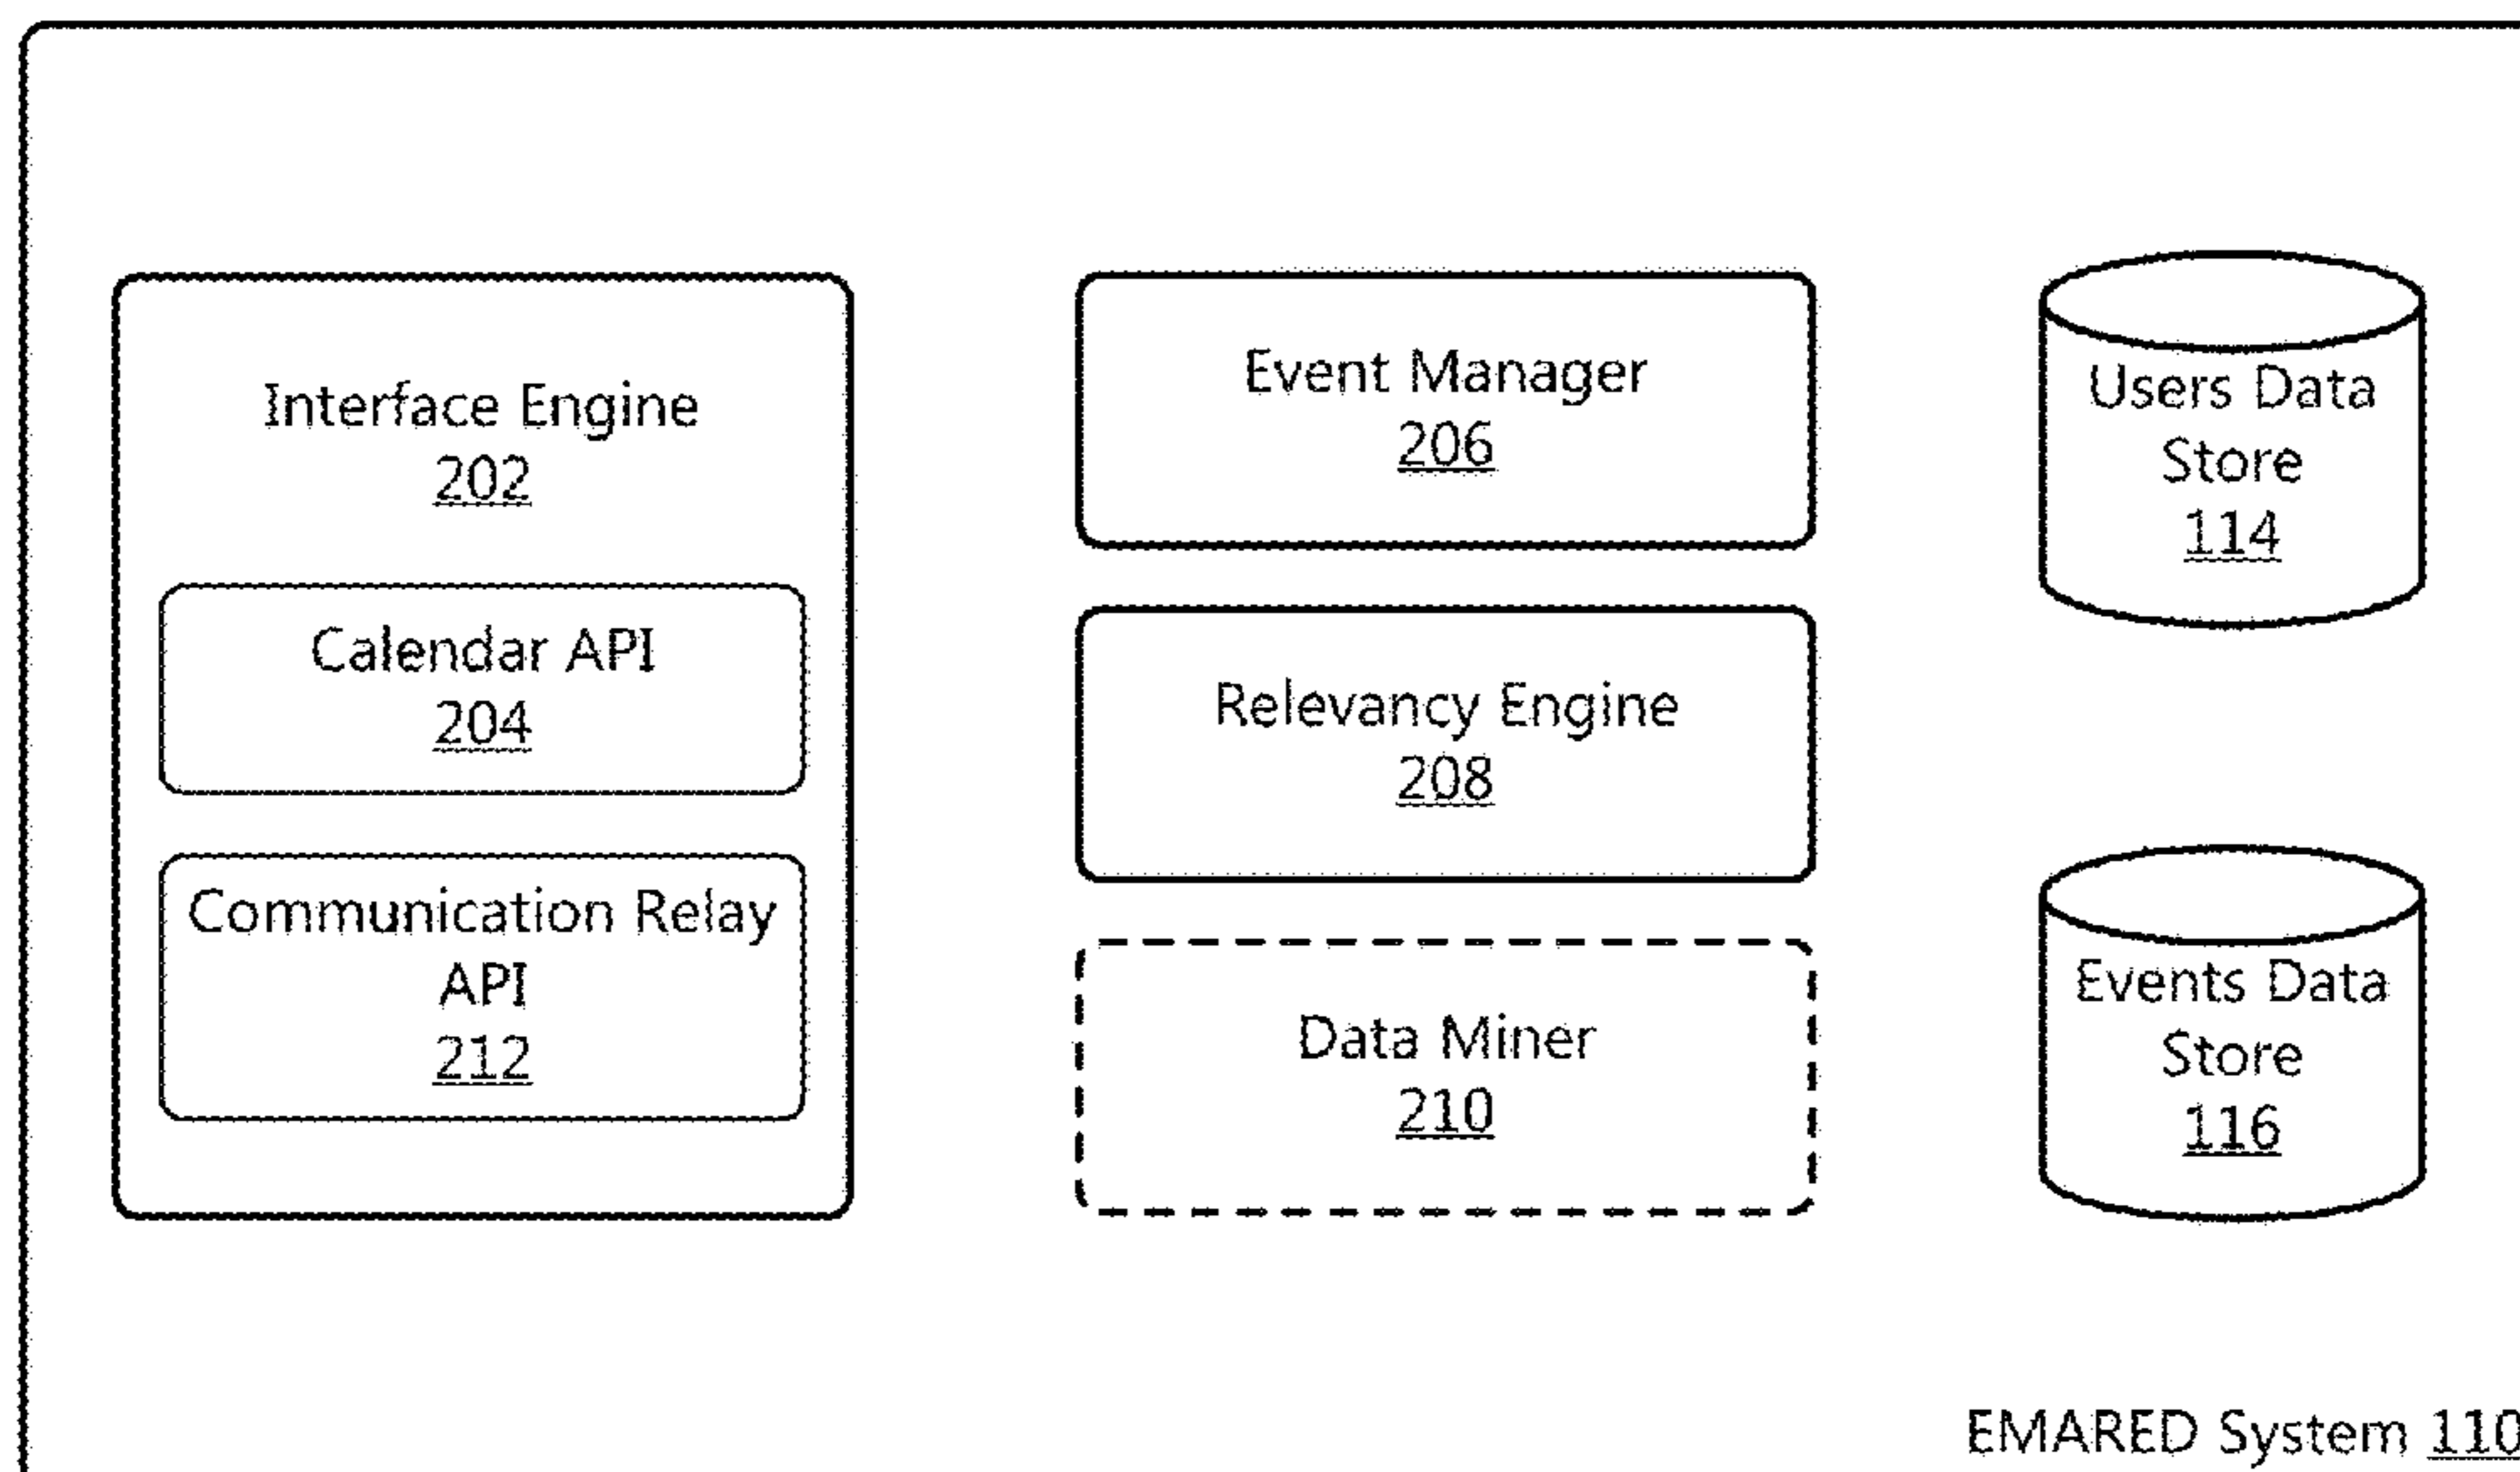 Interface Engine
202
Calendar API
204
Communication Relay
API
212
Event Manager
206
Relevancy Engine
208
Data Miner
210
Users Data
Store
114
Events Data
Store
116
EMARED System 110